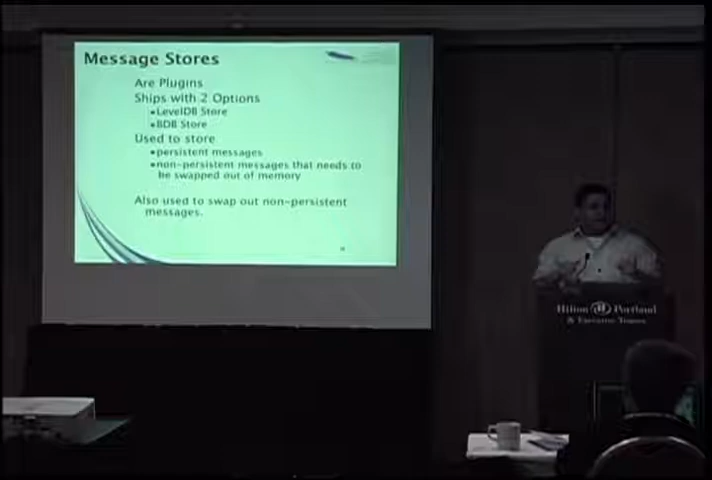 Message Stores
Are Plugins
Ships with 2 Options
•LevelDB Store
•BDB Store
Used to store
•persistent messages
•non-persistent messages that needs to
be swapped out of memory
Also used to swap out non-persistent
messages.
Hilton Portland
& Executive Tower